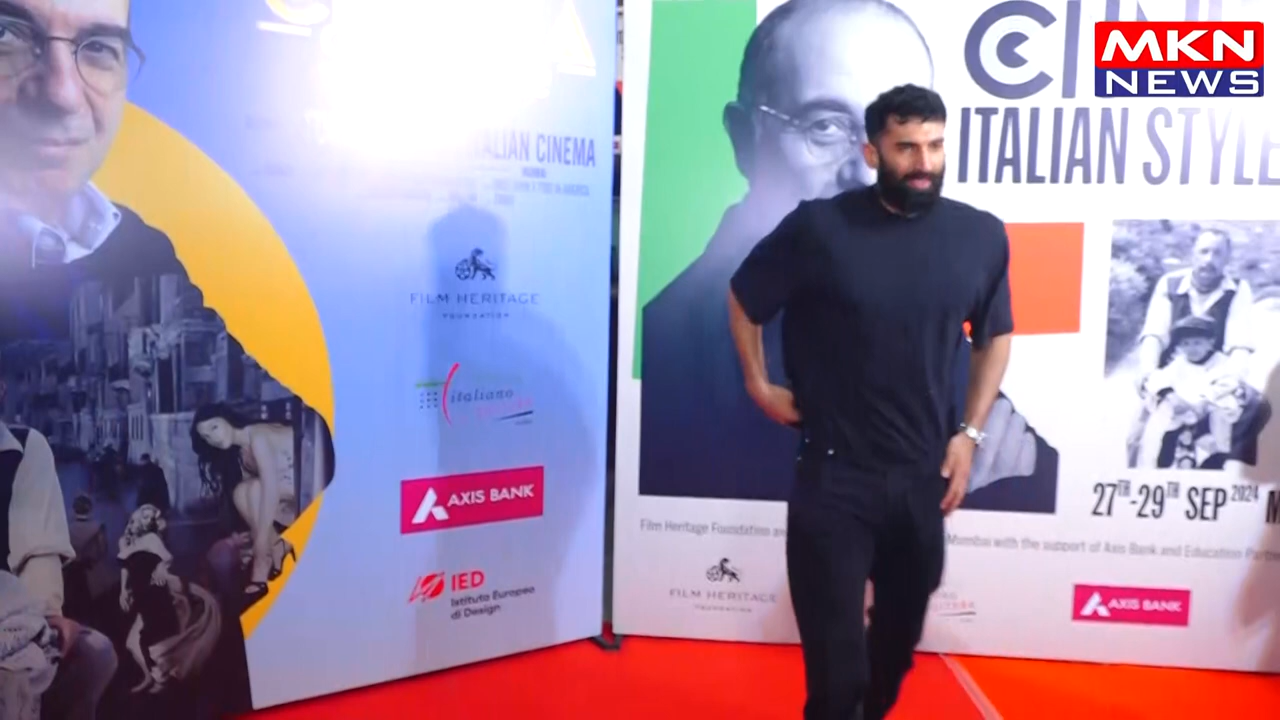 MKN
NEWS
ITALIAN STYLE
ITALIAN CINEMA
FILM HERITAGE
FOUNDATION
italiano
AXIS BANK
IED
Istituto Europeo
di Design
27TH-29TH SEP 2024 M
Film Heritage Foundation an
Mumbai with the support of Axis Bank and Education Partne
FILM HERITAGE
FOUNDATION
AXIS BANK